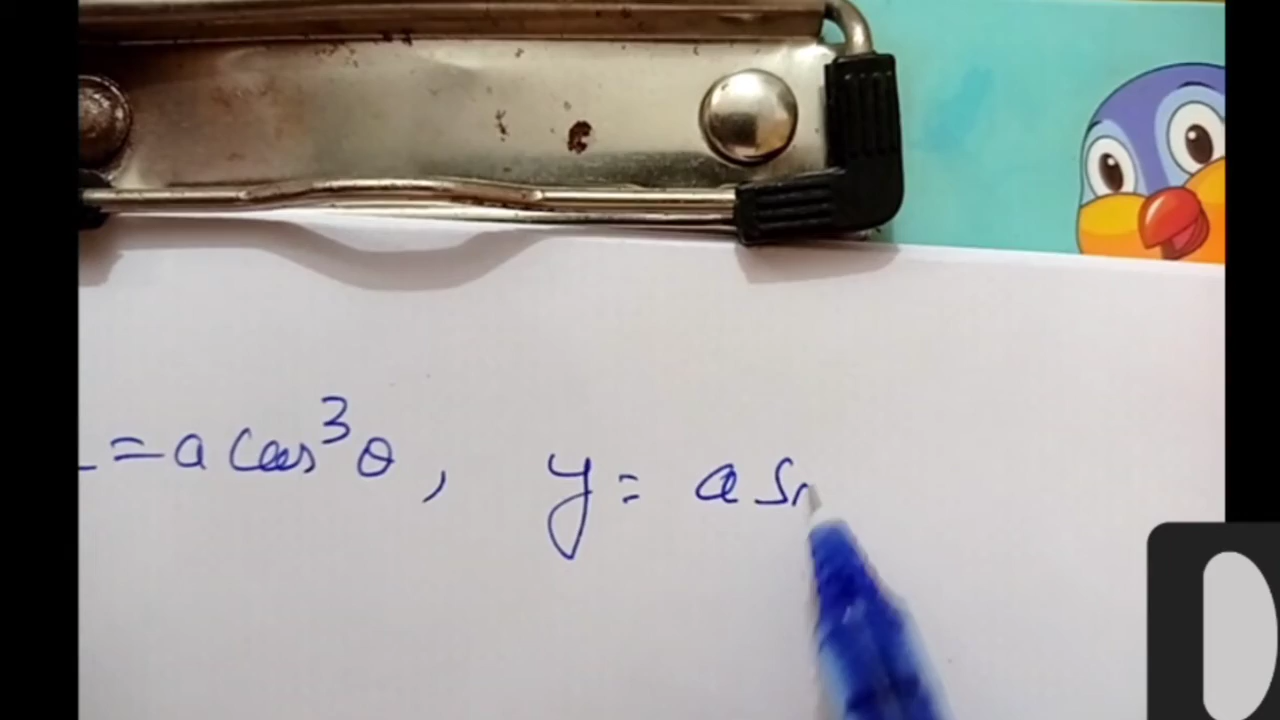 = a cos³θ, y = a S